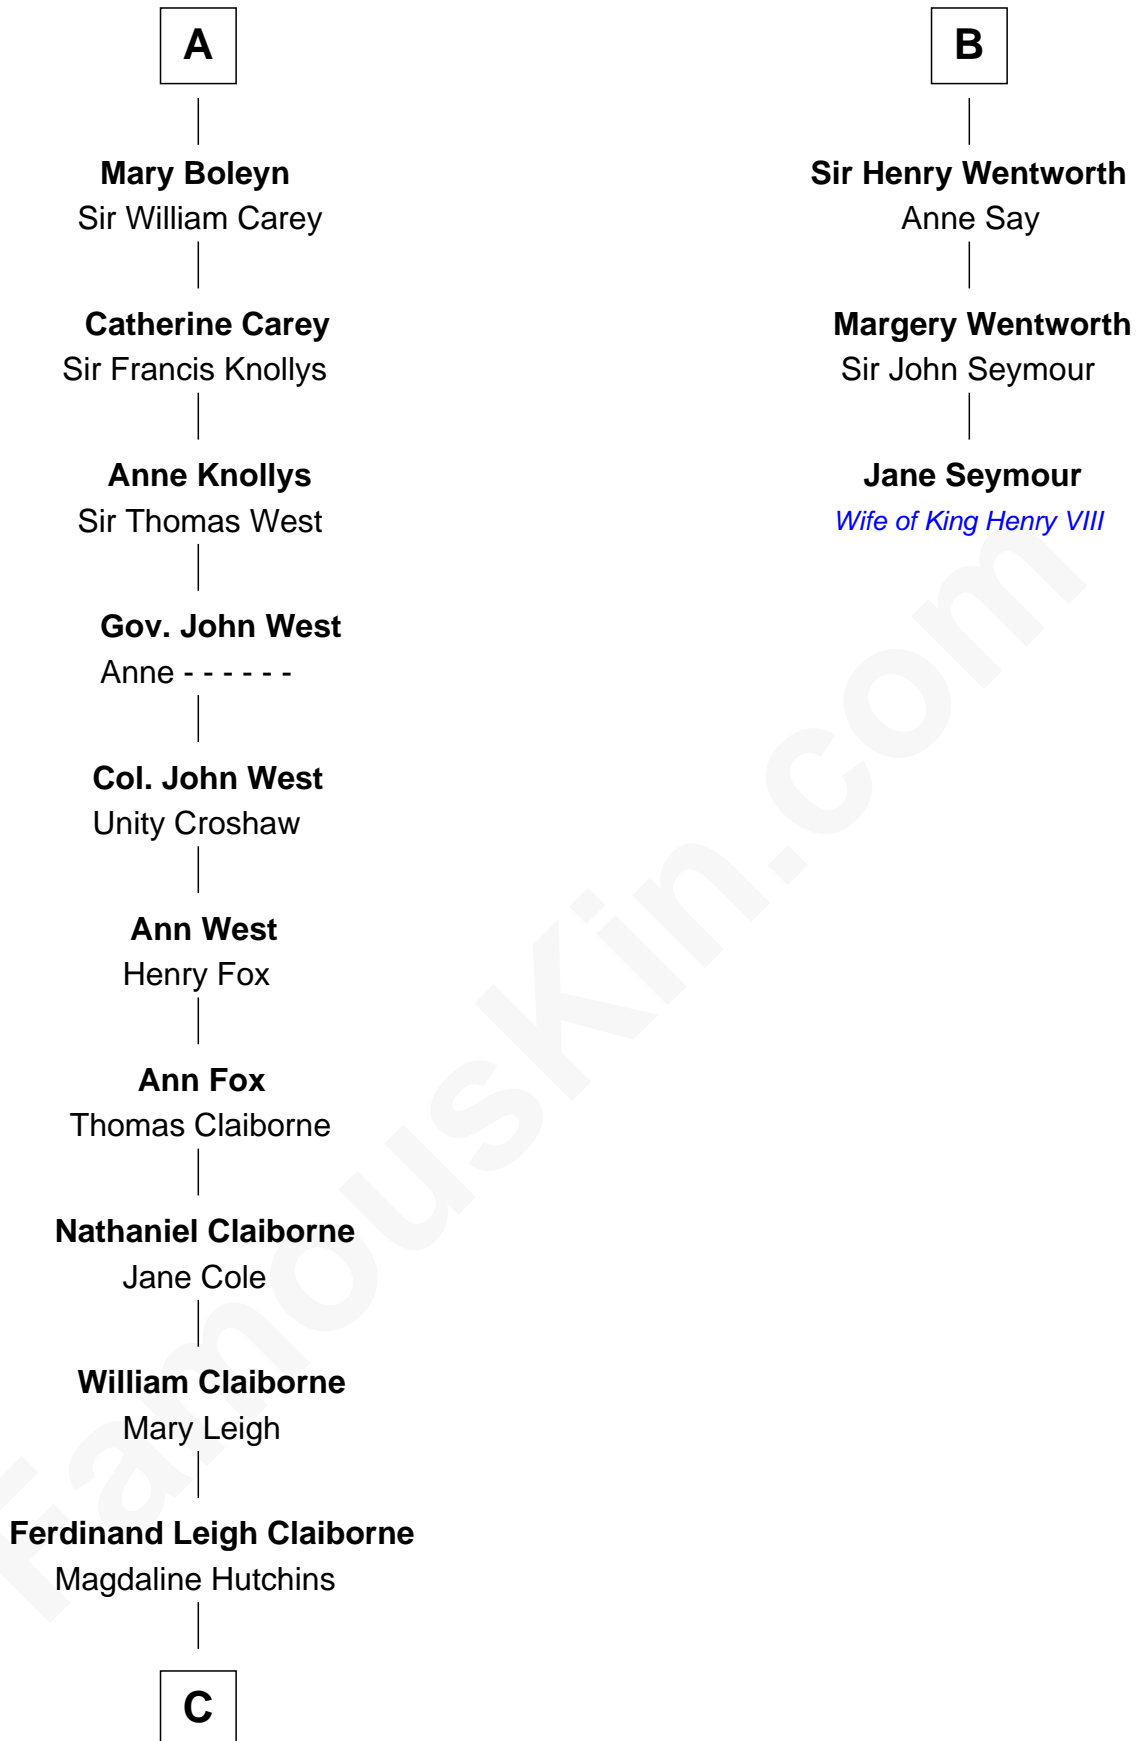 A
Mary Boleyn
Sir William Carey
Catherine Carey
Sir Francis Knollys
Anne Knollys
Sir Thomas West
Gov. John West
Anne - - - - - -
Col. John West
Unity Croshaw
Ann West
Henry Fox
Ann Fox
Thomas Claiborne
Nathaniel Claiborne
Jane Cole
William Claiborne
Mary Leigh
Ferdinand Leigh Claiborne
Magdaline Hutchins
C
B
Sir Henry Wentworth
Anne Say
Margery Wentworth
Sir John Seymour
Jane Seymour
Wife of King Henry VIII
FamousKin.com